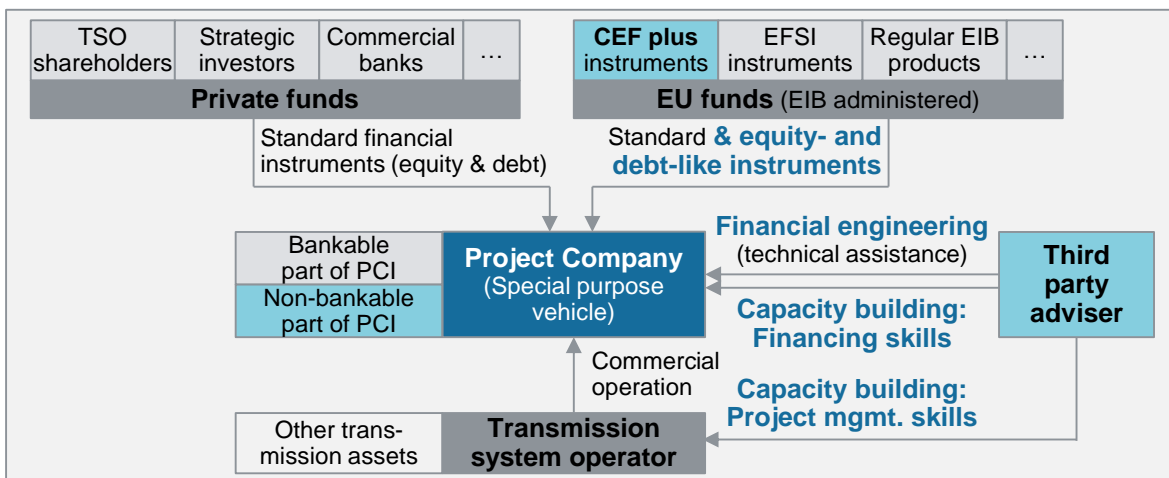 TSO
shareholders
Strategic
investors
Commercial
banks
…
Private funds
CEF plus
instruments
EFSI
instruments
Regular EIB
products
…
EU funds (EIB administered)
Standard financial
instruments (equity & debt)
Standard & equity- and
debt-like instruments
Bankable
part of PCI
Non-bankable
part of PCI
Project Company
(Special purpose
vehicle)
Financial engineering
(technical assistance)
Capacity building:
Financing skills
Third
party
adviser
Commercial
operation
Capacity building:
Project mgmt. skills
Other trans-
mission assets
Transmission
system operator